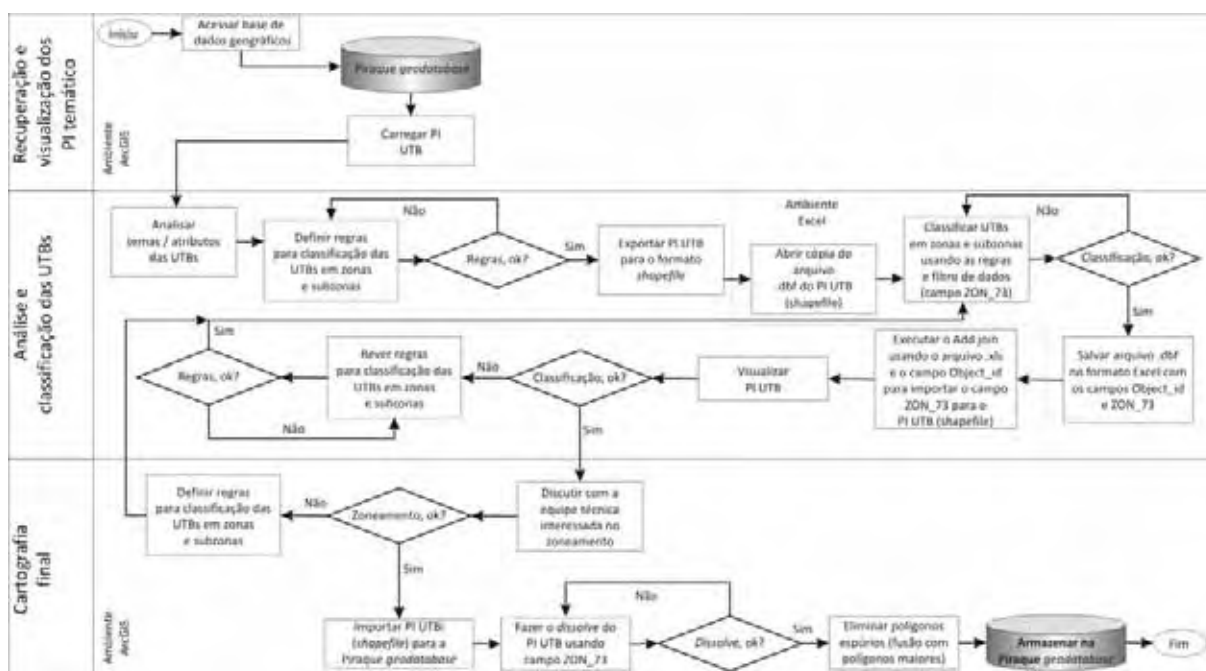 Recuperação e
visualização dos
PI temático
Ambiente
ArcGIS
Início
Acessar base de
dados geográficos
Piraque geodatabase
Carregar PI
UTB
Análise e
classificação das UTBs
Analisar
temas / atributos
das UTBs
Definir regras
para classificação das
UTBs em zonas
e subzonas
Não
Regras, ok?
Sim
Exportar PI UTB
para o formato
shapefile
Ambiente
Excel
Abrir cópia do
arquivo
.dbf do PI UTB
(shapefile)
Classificar UTBs
em zonas e subzonas
usando as regras
e filtro de dados
(campo ZON_73)
Não
Classificação, ok?
Sim
Sim
Regras, ok?
Não
Rever regras
para classificação das
UTBs em zonas
e subzonas
Não
Classificação, ok?
Sim
Visualizar
PI UTB
Executar o Add join
usando o arquivo .xls
e o campo Object_id
para importar o campo
ZON_73 para o
PI UTB (shapefile)
Salvar arquivo .dbf
na formato Excel com
os campos Object_id
e ZON_73
Cartografia
final
Ambiente
ArcGIS
Definir regras
para classificação das
UTBs em zonas
e subzonas
Não
Zoneamento, ok?
Sim
Discutir com a
equipe técnica
interessada no
zoneamento
Importar PI UTBs
(shapefile) para a
Piraque geodatabase
Fazer o dissolve do
PI UTB usando
campo ZON_73
Não
Dissolve, ok?
Sim
Eliminar polígonos
espúrios (fusão com
polígonos maiores)
Armazenar na
Piraque geodatabase
Fim